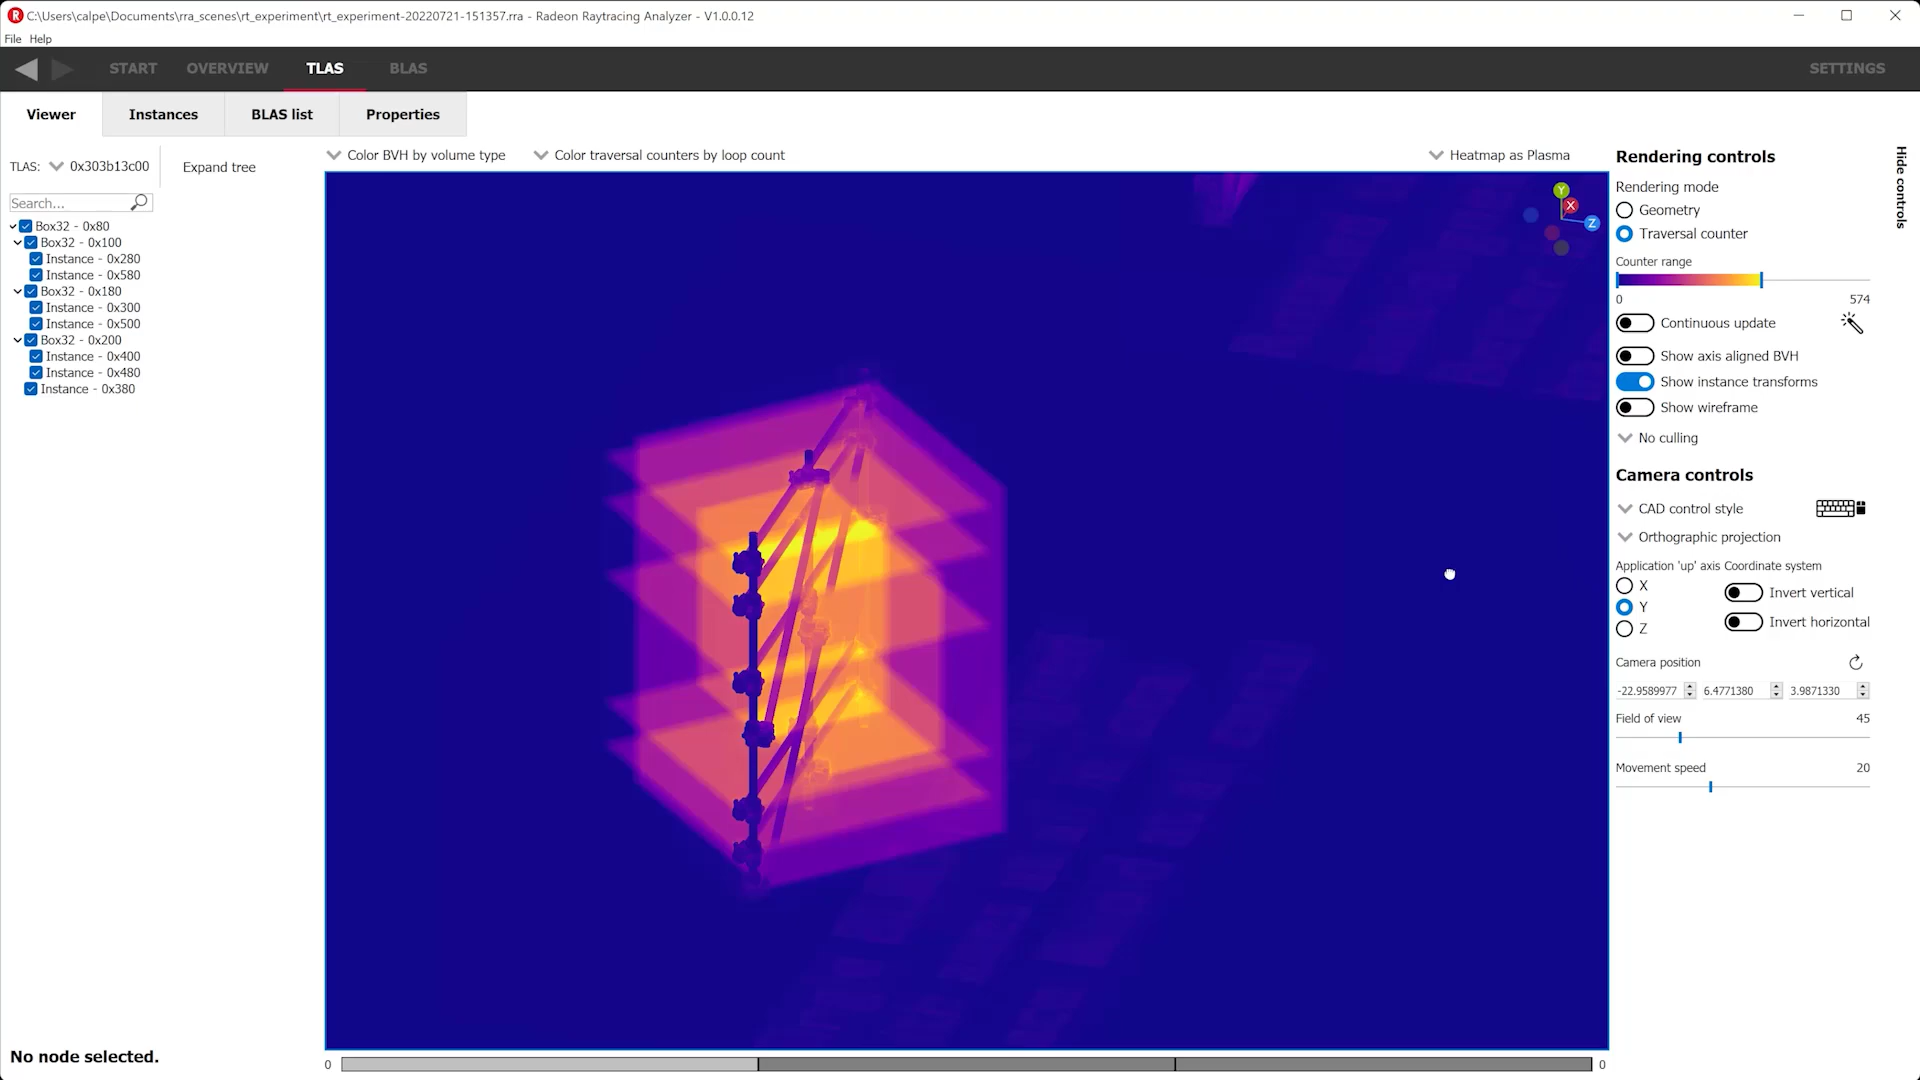 C:\Users\calpe\Documents\rra_scenes\rt_experiment\rt_experiment-20220721-151357.rra - Radeon Raytracing Analyzer - V1.0.0.12
File Help
START OVERVIEW TLAS BLAS SETTINGS
Viewer Instances BLAS list Properties
TLAS: 0x303b13c00 Expand tree
Search...
Box32 - 0x80
Box32 - 0x100
Instance - 0x280
Instance - 0x580
Box32 - 0x180
Instance - 0x300
Instance - 0x500
Box32 - 0x200
Instance - 0x400
Instance - 0x480
Instance - 0x380
No node selected.
Color BVH by volume type Color traversal counters by loop count Heatmap as Plasma
Y
X
Z
0 0
Rendering controls
Rendering mode
Geometry
Traversal counter
Counter range
0 574
Continuous update
Show axis aligned BVH
Show instance transforms
Show wireframe
No culling
Camera controls
CAD control style
Orthographic projection
Application 'up' axis Coordinate system
X Invert vertical
Y
Z Invert horizontal
Camera position
-22.9589977 6.4771380 3.9871330
Field of view 45
Movement speed 20
Hide controls